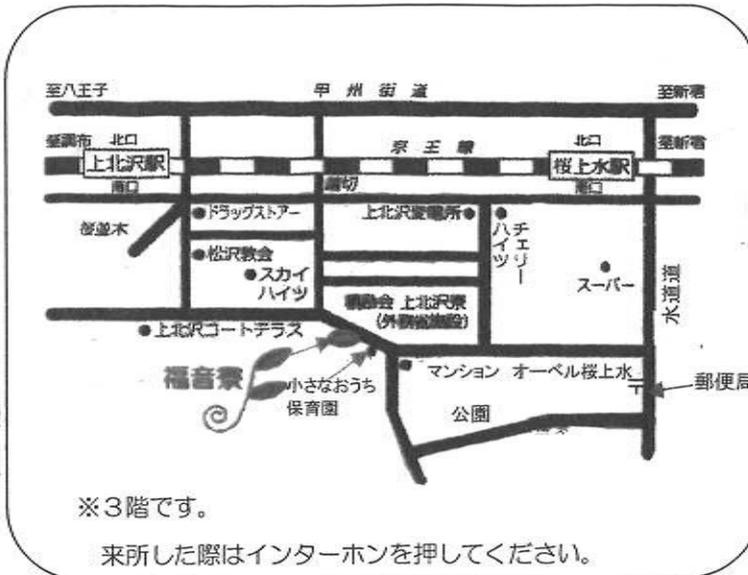 至八王子 甲州街道 至新宿
至調布 北口 京王線 北口 至新宿
上北沢駅 桜上水駅
南口 踏切 南口
桜並木 ドラッグストアー 上北沢変電所 チェリーハイツ
松沢教会
スカイ
ハイツ
スーパー
水道道
上北沢寮
(外務省施設)
上北沢コートテラス
福音寮
小さなおうち
保育園
マンション オーベル桜上水
郵便局
公園
※3階です。
来所した際はインターホンを押してください。